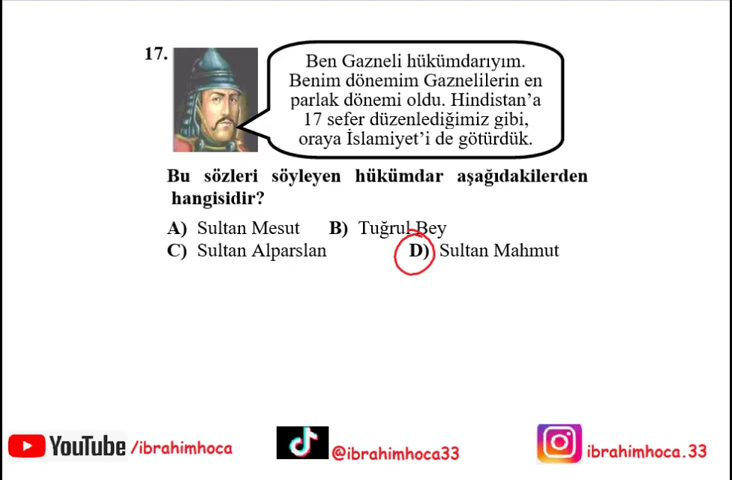 17.
Ben Gazneli hükümdarıyım.
Benim dönemim Gaznelilerin en
parlak dönemi oldu. Hindistan'a
17 sefer düzenlediğimiz gibi,
oraya İslamiyet'i de götürdük.
Bu sözleri söyleyen hükümdar aşağıdakilerden
hangisidir?
A) Sultan Mesut B) Tuğrul Bey
C) Sultan Alparslan D) Sultan Mahmut
YouTube /ibrahimhoca @ibrahimhoca33 ibrahimhoca.33